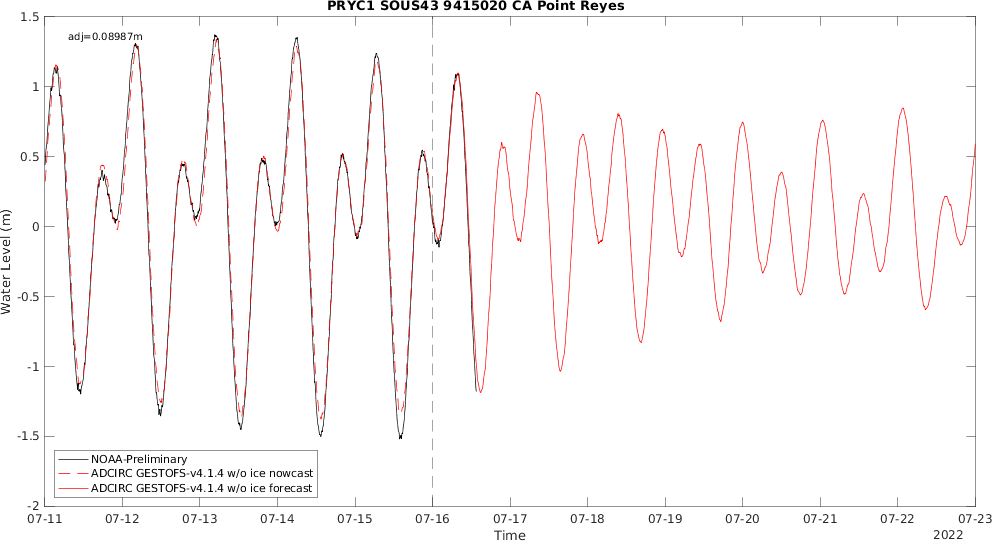 PRYC1 SOUS43 9415020 CA Point Reyes
adj=0.08987m
1.5
1
0.5
0
-0.5
-1
-1.5
-2
Water Level (m)
NOAA-Preliminary
ADCIRC GESTOFS-v4.1.4 w/o ice nowcast
ADCIRC GESTOFS-v4.1.4 w/o ice forecast
07-11 07-12 07-13 07-14 07-15 07-16 07-17 07-18 07-19 07-20 07-21 07-22 07-23
Time
2022